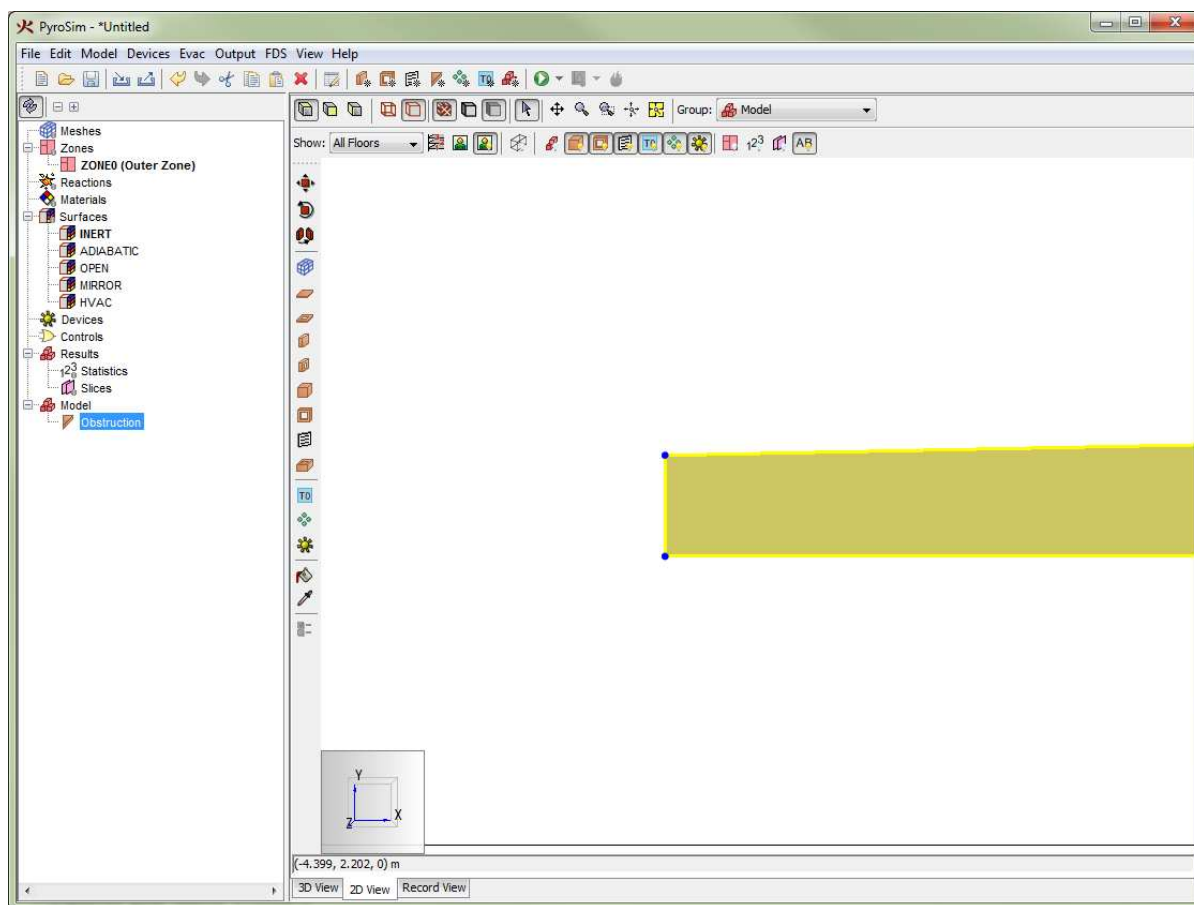 PyroSim - *Untitled
File Edit Model Devices Evac Output FDS View Help
Group: Model
Show: All Floors
Meshes
Zones
ZONE0 (Outer Zone)
Reactions
Materials
Surfaces
INERT
ADIABATIC
OPEN
MIRROR
HVAC
Devices
Controls
Results
Statistics
Slices
Model
Obstruction
Y
X
Z
(-4.399, 2.202, 0) m
3D View 2D View Record View